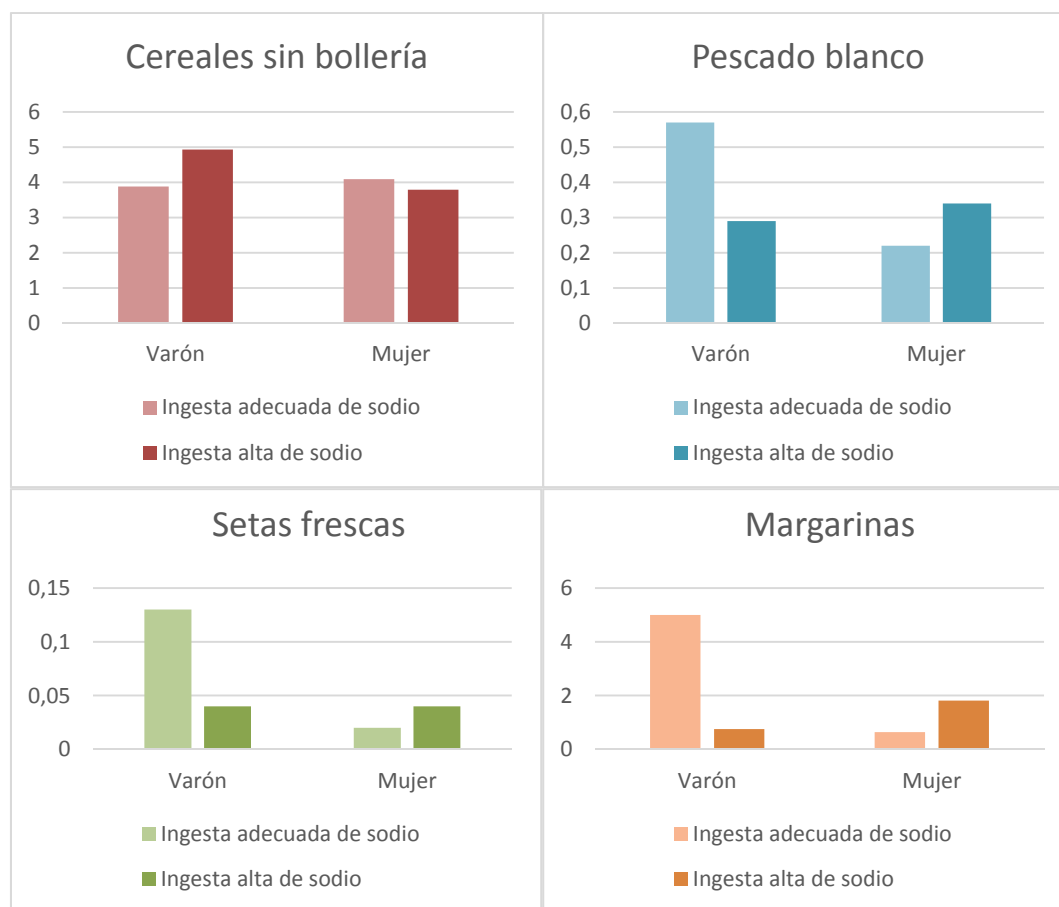 Cereales sin bollería
6
5
4
3
2
1
0
Varón
Mujer
Ingesta adecuada de sodio
Ingesta alta de sodio
Pescado blanco
0,6
0,5
0,4
0,3
0,2
0,1
0
Varón
Mujer
Ingesta adecuada de sodio
Ingesta alta de sodio
Setas frescas
0,15
0,1
0,05
0
Varón
Mujer
Ingesta adecuada de sodio
Ingesta alta de sodio
Margarinas
6
4
2
0
Varón
Mujer
Ingesta adecuada de sodio
Ingesta alta de sodio